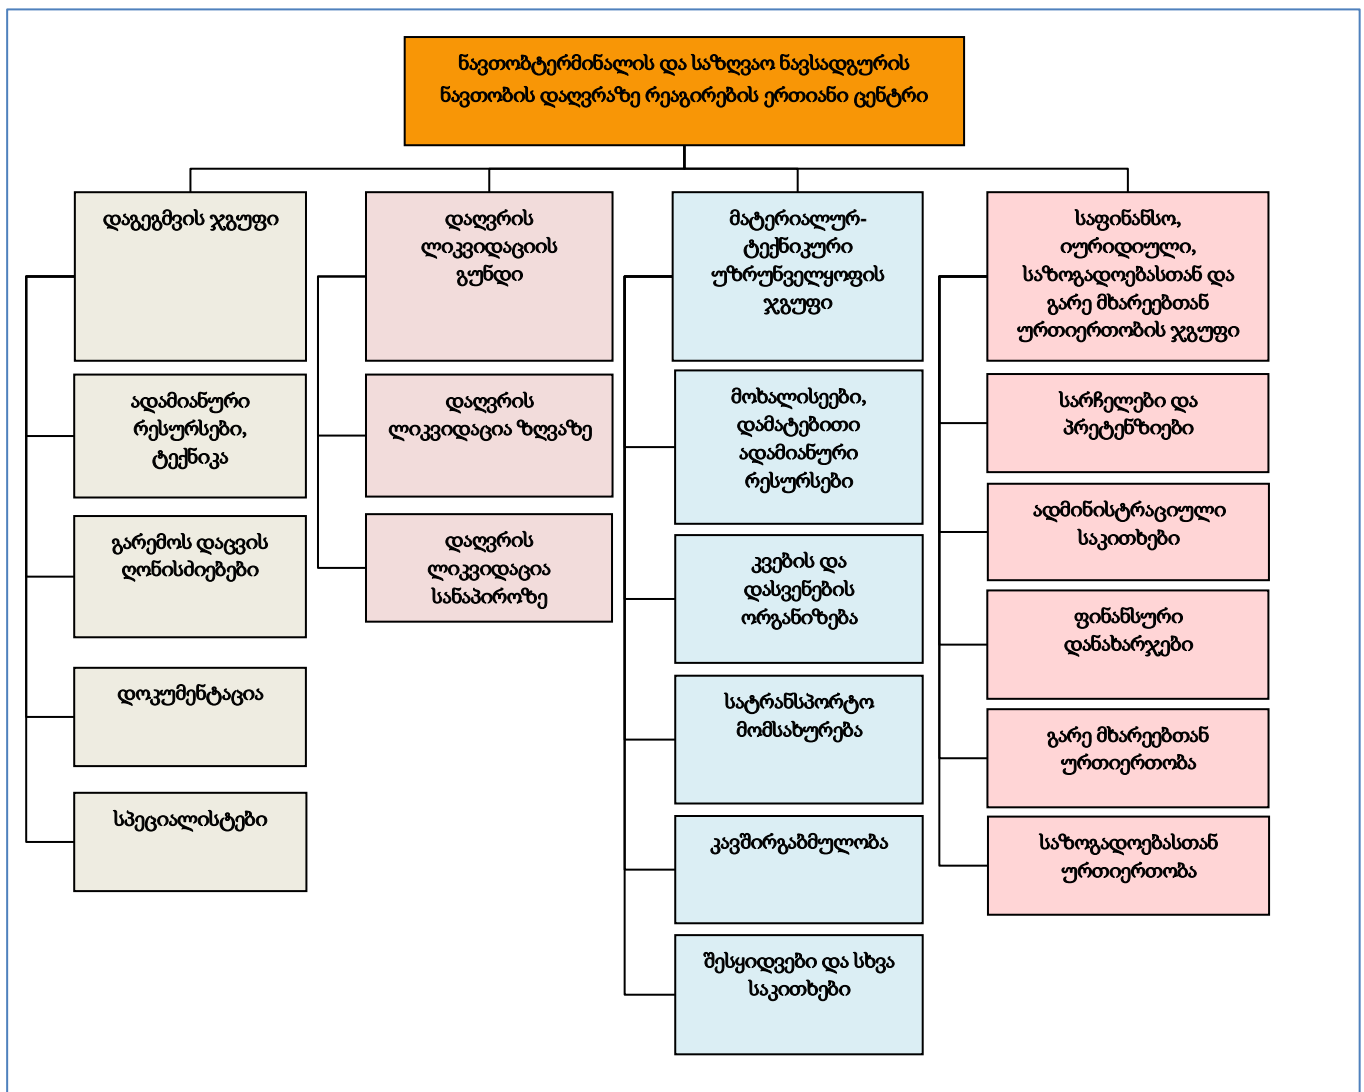 ნავთობტერმინალის და საზღვაო ნავსადგურის
ნავთობის დაღვრაზე რეაგირების ერთიანი ცენტრი
დაგეგმვის ჯგუფი
ადამიანური
რესურსები,
ტექნიკა
გარემოს დაცვის
ღონისძიებები
დოკუმენტაცია
სპეციალისტები
დაღვრის
ლიკვიდაციის
გუნდი
დაღვრის
ლიკვიდაცია ზღვაზე
დაღვრის
ლიკვიდაცია
სანაპიროზე
მატერიალურ-
ტექნიკური
უზრუნველყოფის
ჯგუფი
მოხალისეები,
დამატებითი
ადამიანური
რესურსები
კვების და
დასვენების
ორგანიზება
სატრანსპორტო
მომსახურება
კავშირგაბმულობა
შესყიდვები და სხვა
საკითხები
საფინანსო,
იურიდიული,
საზოგადოებასთან და
გარე მხარეებთან
ურთიერთობის ჯგუფი
სარჩელები და
პრეტენზიები
ადმინისტრაციული
საკითხები
ფინანსური
დანახარჯები
გარე მხარეებთან
ურთიერთობა
საზოგადოებასთან
ურთიერთობა